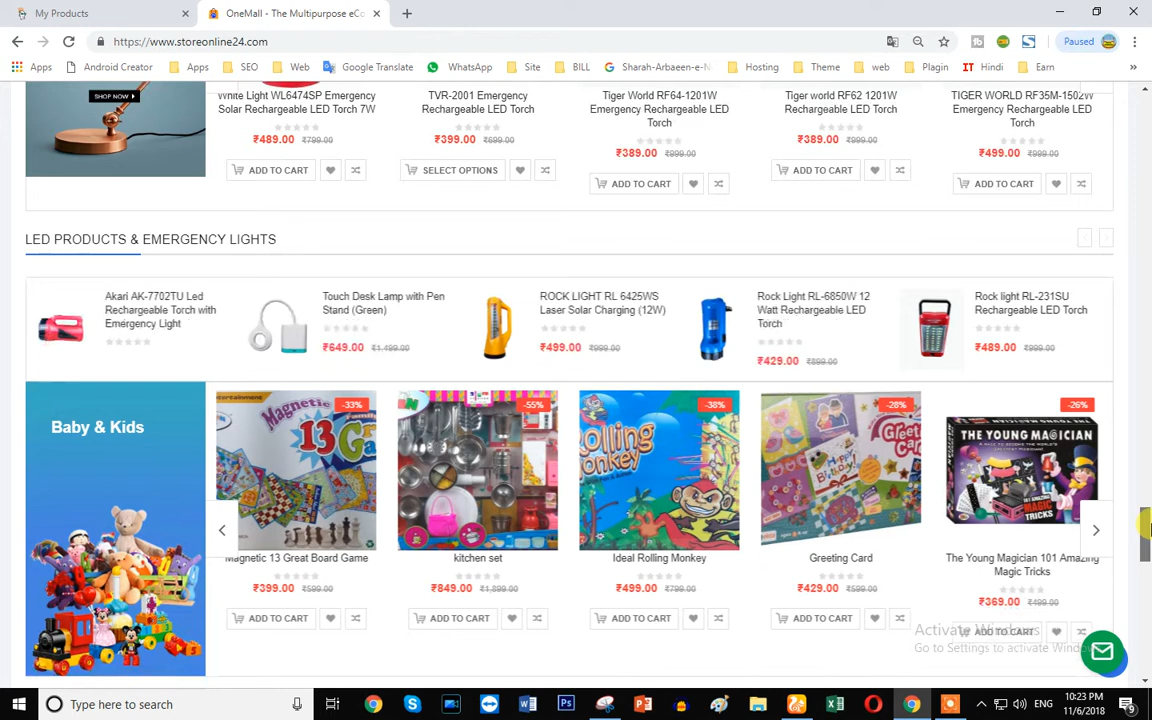 My Products
OneMall - The Multipurpose eCo
https://www.storeonline24.com
Paused
Apps
Android Creator
Apps
SEO
Web
Google Translate
WhatsApp
Site
BILL
Sharah-Arbaeen-e-N
Hosting
Theme
web
Plagin
IT Hindi
Earn
SHOP NOW
White Light WL6474SP Emergency
Solar Rechargeable LED Torch 7W
₹489.00 ₹799.00
ADD TO CART
TVR-2001 Emergency
Rechargeable LED Torch
₹399.00 ₹699.00
SELECT OPTIONS
Tiger World RF64-1201W
Emergency Rechargeable LED
Torch
₹389.00 ₹999.00
ADD TO CART
Tiger world RF62 1201W
Rechargeable LED Torch
₹389.00 ₹999.00
ADD TO CART
TIGER WORLD RF35M-1502W
Emergency Rechargeable LED
Torch
₹499.00 ₹999.00
ADD TO CART
LED PRODUCTS & EMERGENCY LIGHTS
Akari AK-7702TU Led
Rechargeable Torch with
Emergency Light
Touch Desk Lamp with Pen
Stand (Green)
₹649.00 ₹1,499.00
ROCK LIGHT RL 6425WS
Laser Solar Charging (12W)
₹499.00 ₹999.00
Rock Light RL-6850W 12
Watt Rechargeable LED
Torch
₹429.00 ₹899.00
Rock light RL-231SU
Rechargeable LED Torch
₹489.00 ₹999.00
Baby & Kids
-33%
Magnetic
13 G
Magnetic 13 Great Board Game
₹399.00 ₹599.00
ADD TO CART
-55%
kitchen set
₹849.00 ₹1,899.00
ADD TO CART
-38%
Rolling
Monkey
Ideal Rolling Monkey
₹499.00 ₹799.00
ADD TO CART
-28%
Happy
Birthday
Greeting Card
₹429.00 ₹599.00
ADD TO CART
-26%
THE YOUNG MAGICIAN
MAGIC
TRICKS
The Young Magician 101 Amazing
Magic Tricks
₹369.00 ₹499.00
ADD TO CART
Activate Windows
Go to Settings to activate Window
Type here to search
ENG
10:23 PM
11/6/2018
9